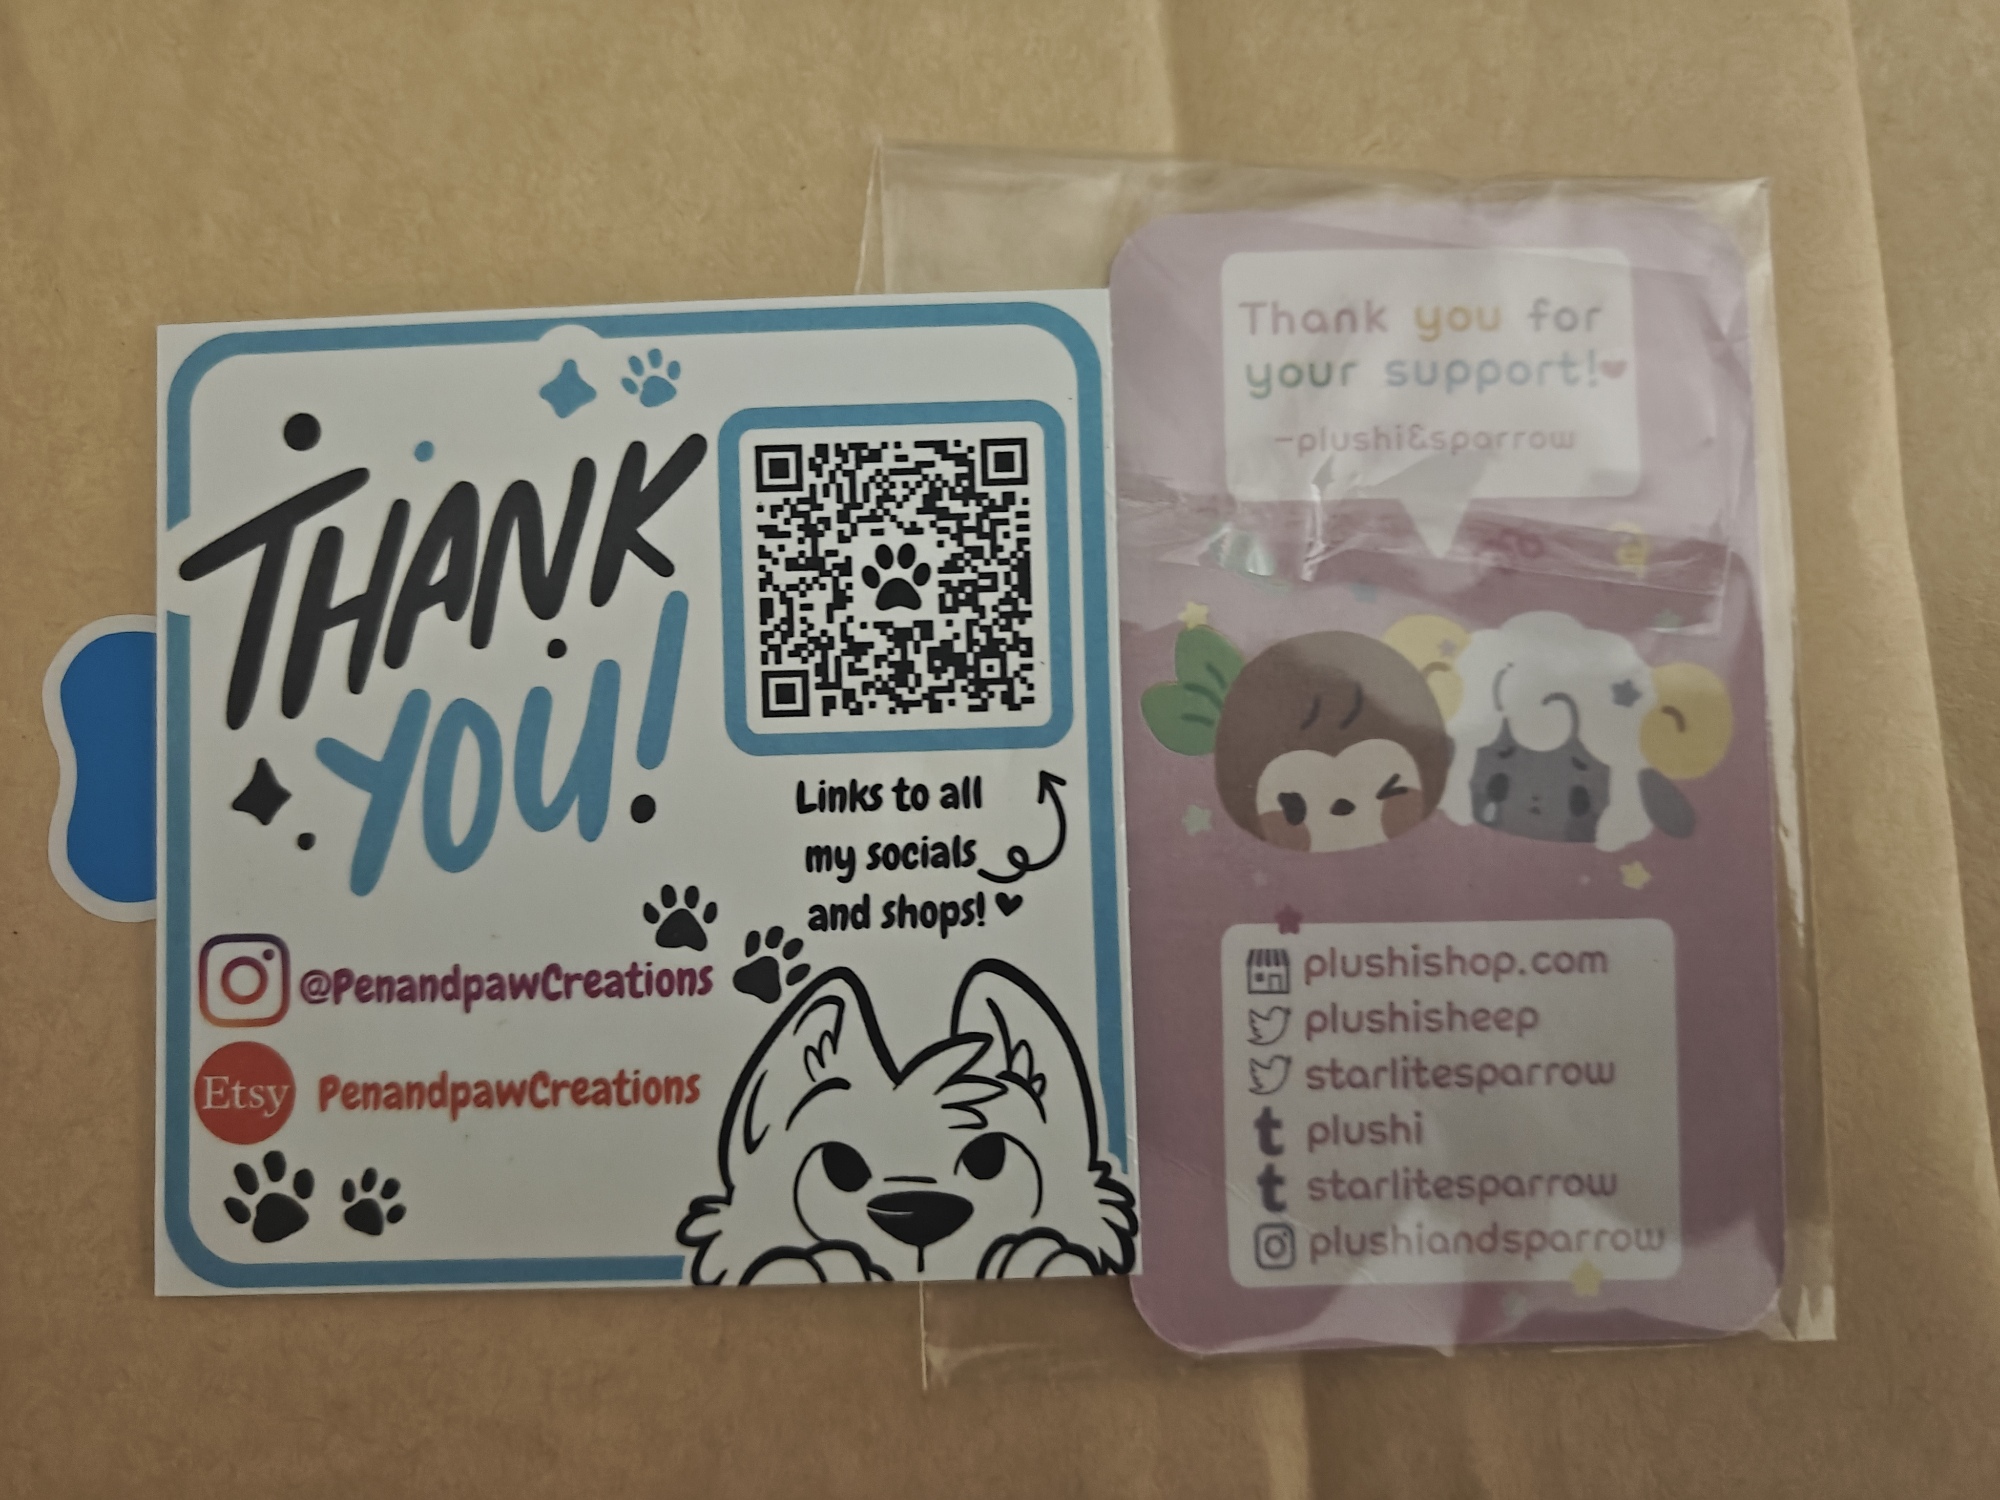 THANK
YOU!
Links to all
my socials
and shops!
@PenandpawCreations
Etsy PenandpawCreations
Thank you for
your support!
-plushi&sparrow
plushishop.com
plushisheep
starlitesparrow
t plushi
t starlitesparrow
plushiandsparrow